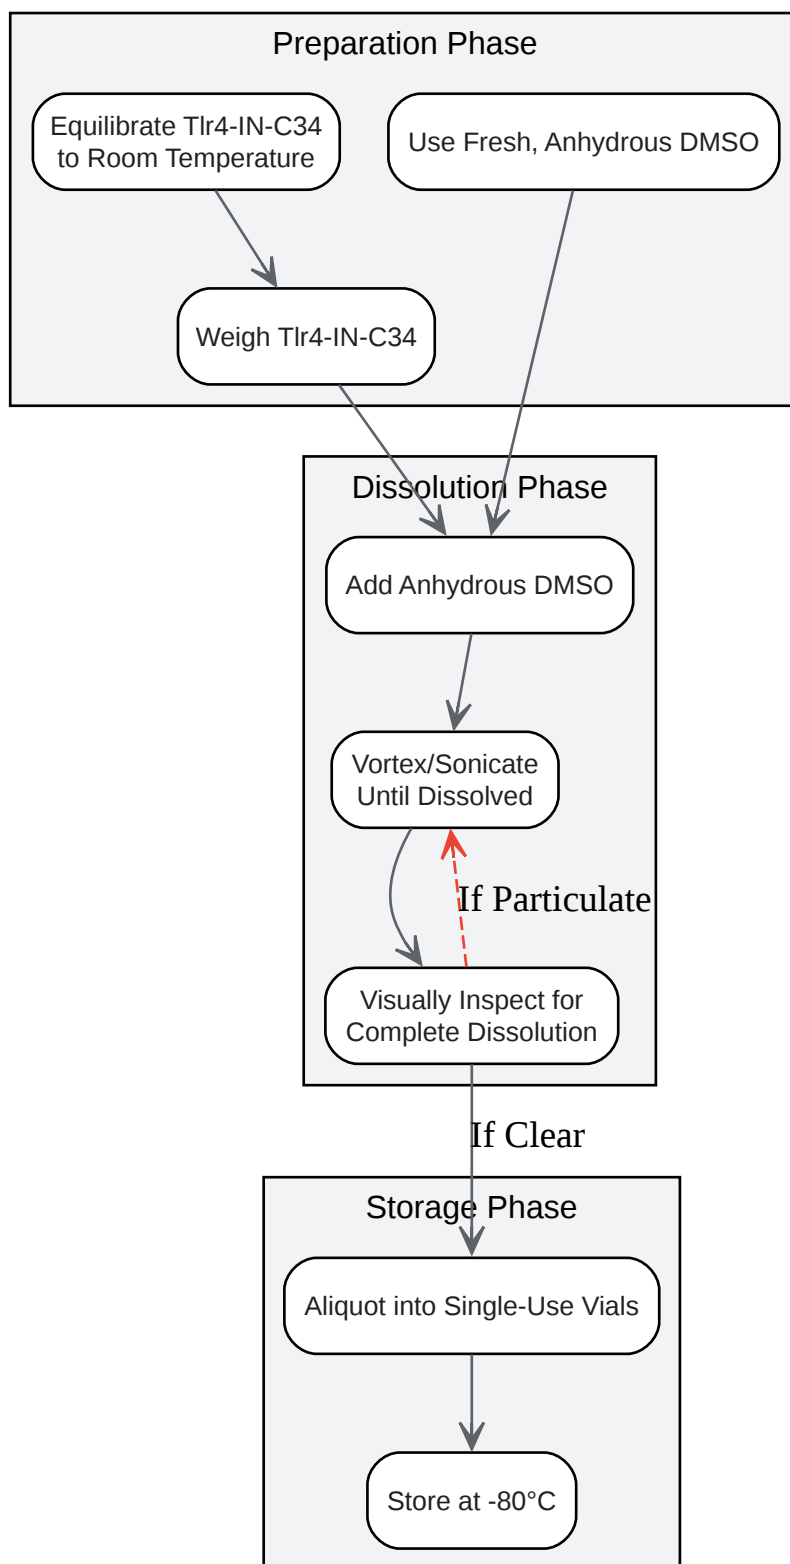 Preparation Phase
Equilibrate Tlr4-IN-C34
to Room Temperature
Use Fresh, Anhydrous DMSO
Weigh Tlr4-IN-C34
Dissolution Phase
Add Anhydrous DMSO
Vortex/Sonicate
Until Dissolved
If Particulate
Visually Inspect for
Complete Dissolution
If Clear
Storage Phase
Aliquot into Single-Use Vials
Store at -80°C